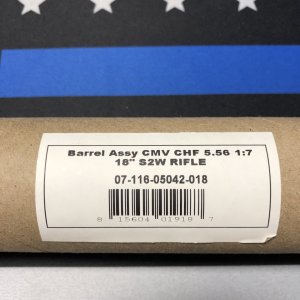 Barrel Assy CMV CHF 5.56 1:7
18" S2W RIFLE
07-116-05042-018
8 15604 01918 7